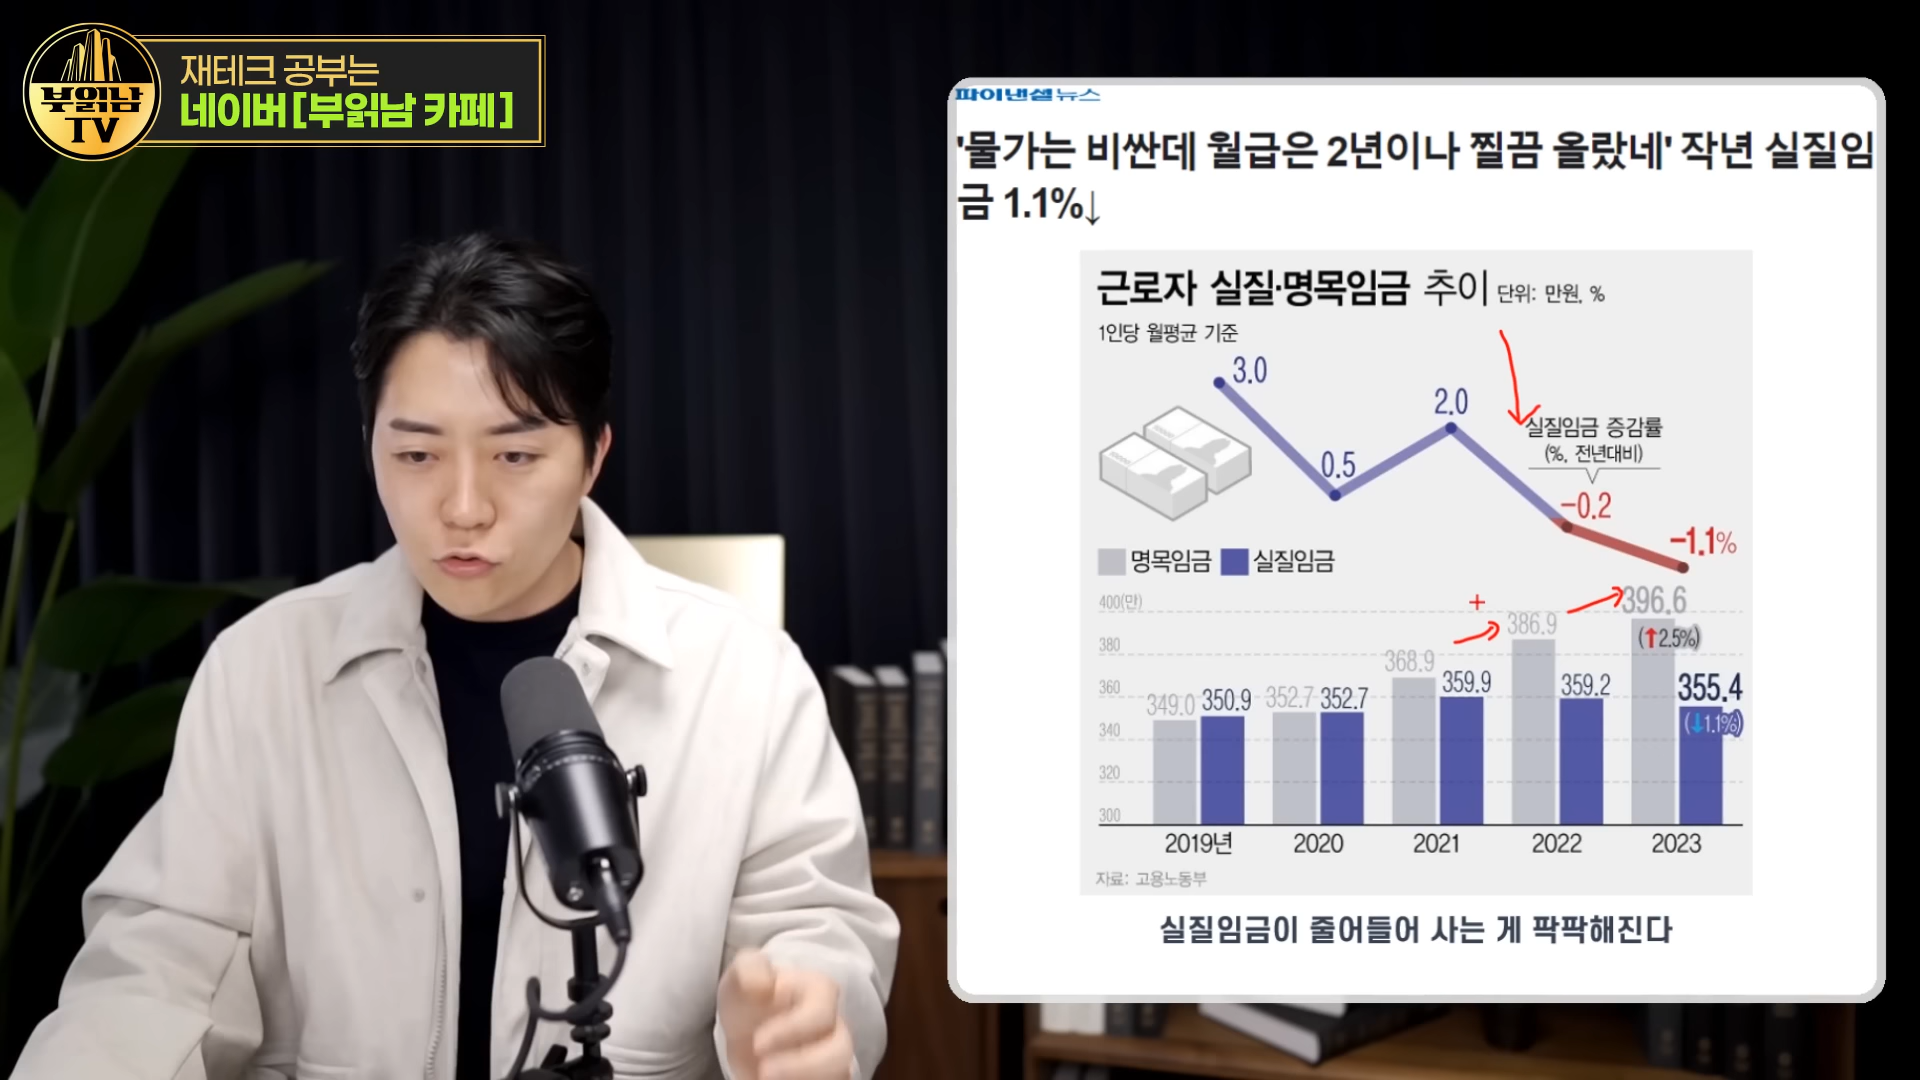 부읽남
TV
재테크 공부는
네이버 [부읽남 카페]
파이낸셜뉴스
'물가는 비싼데 월급은 2년이나 찔끔 올랐네' 작년 실질임
금 1.1%↓
근로자 실질·명목임금 추이 단위: 만원, %
1인당 월평균 기준
3.0
0.5
2.0
실질임금 증감률
(%, 전년대비)
-0.2
-1.1%
명목임금 실질임금
400(만)
380
360
340
320
300
349.0 350.9
352.7 352.7
368.9 359.9
386.9 359.2
396.6
(↑2.5%)
355.4
(↓1.1%)
+
2019년 2020 2021 2022 2023
자료: 고용노동부
실질임금이 줄어들어 사는 게 팍팍해진다